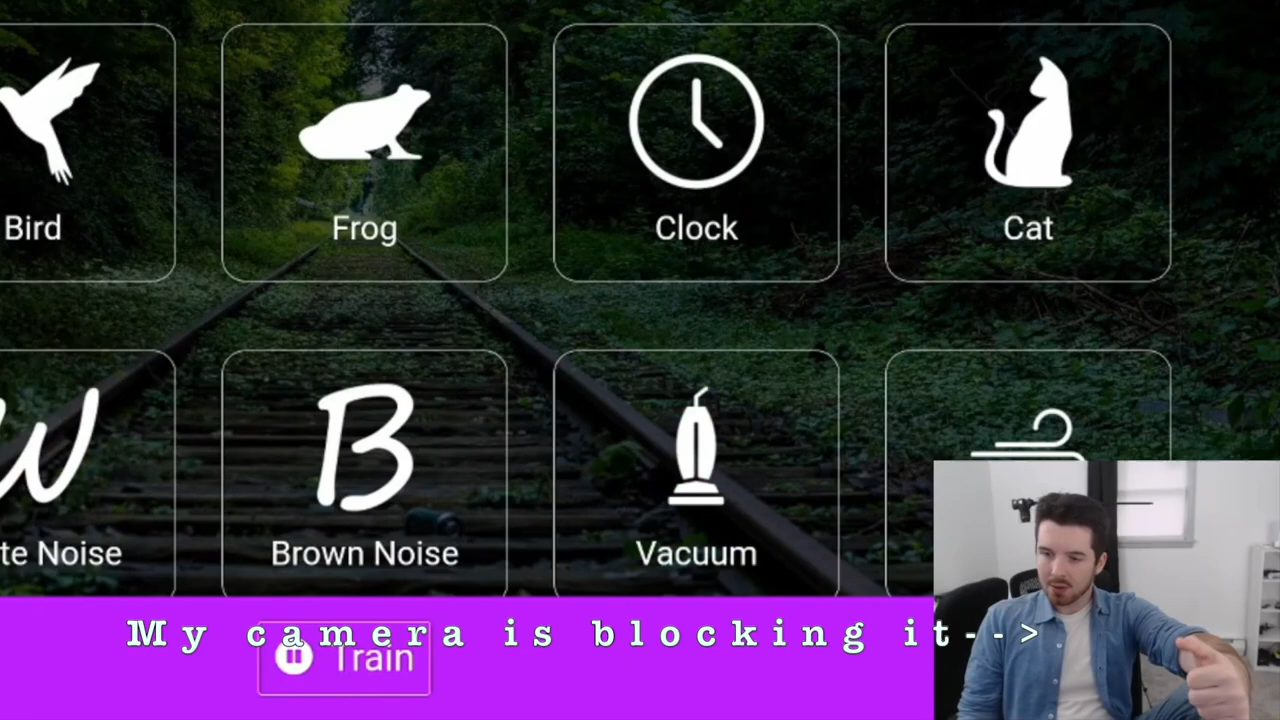 Bird Frog Clock Cat
W B
te Noise Brown Noise Vacuum
My camera is blocking it-->
Train